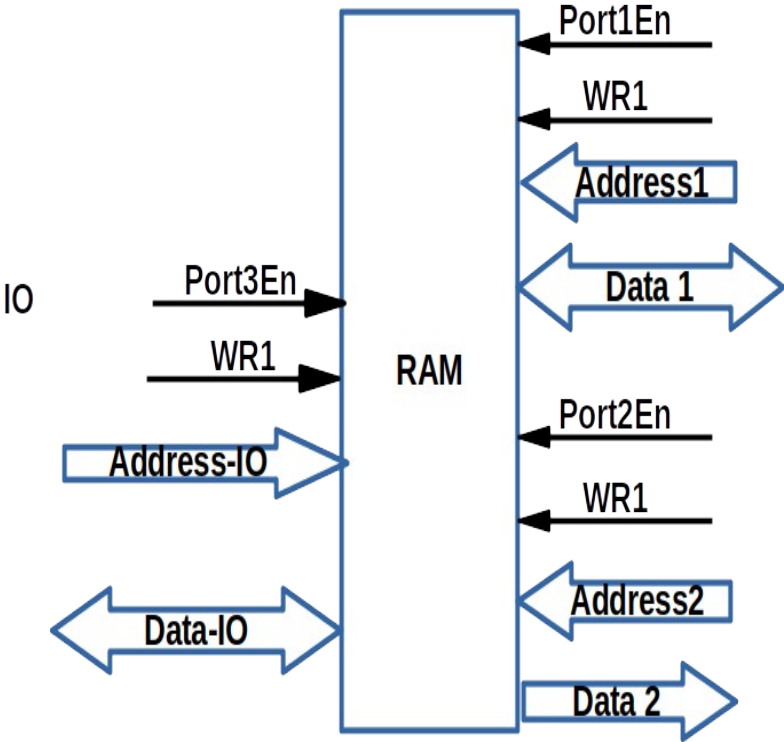 Port1En
WR1
Address1
Data 1
IO
Port3En
WR1
RAM
Address-IO
Data-IO
Port2En
WR1
Address2
Data 2